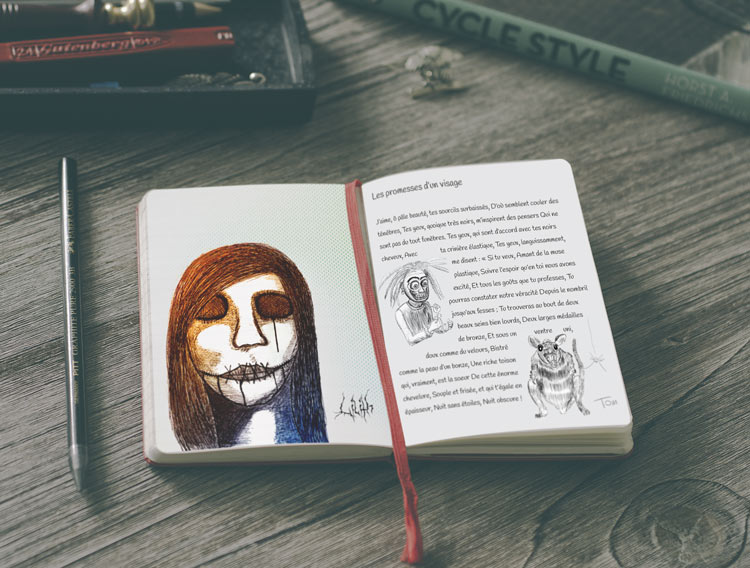 CYCLE STYLE
HORST A.
Les promesses d'un visage
J'aime, ô pâle beauté, tes sourcils surbaissés, D'où semblent couler des
ténèbres, Tes yeux, quoique très noirs, m'inspirent des pensers Qui ne
sont pas du tout funèbres. Tes yeux, qui sont d'accord avec tes noirs
cheveux, Avec ta crinière élastique, Tes yeux, languissamment,
me disent : « Si tu veux, Amant de la muse
plastique, Suivre l'espoir qu'en toi nous avons
excité, Et tous les goûts que tu professes, Tu
pourras constater notre véracité Depuis le nombril
jusqu'aux fesses ; Tu trouveras au bout de deux
beaux seins bien lourds, Deux larges médailles
de bronze, Et sous un ventre uni,
doux comme du velours, Bistré
comme la peau d'un bonze, Une riche toison
qui, vraiment, est la soeur De cette énorme
chevelure, Souple et frisée, et qui t'égale en
épaisseur, Nuit sans étoiles, Nuit obscure !
Lilith